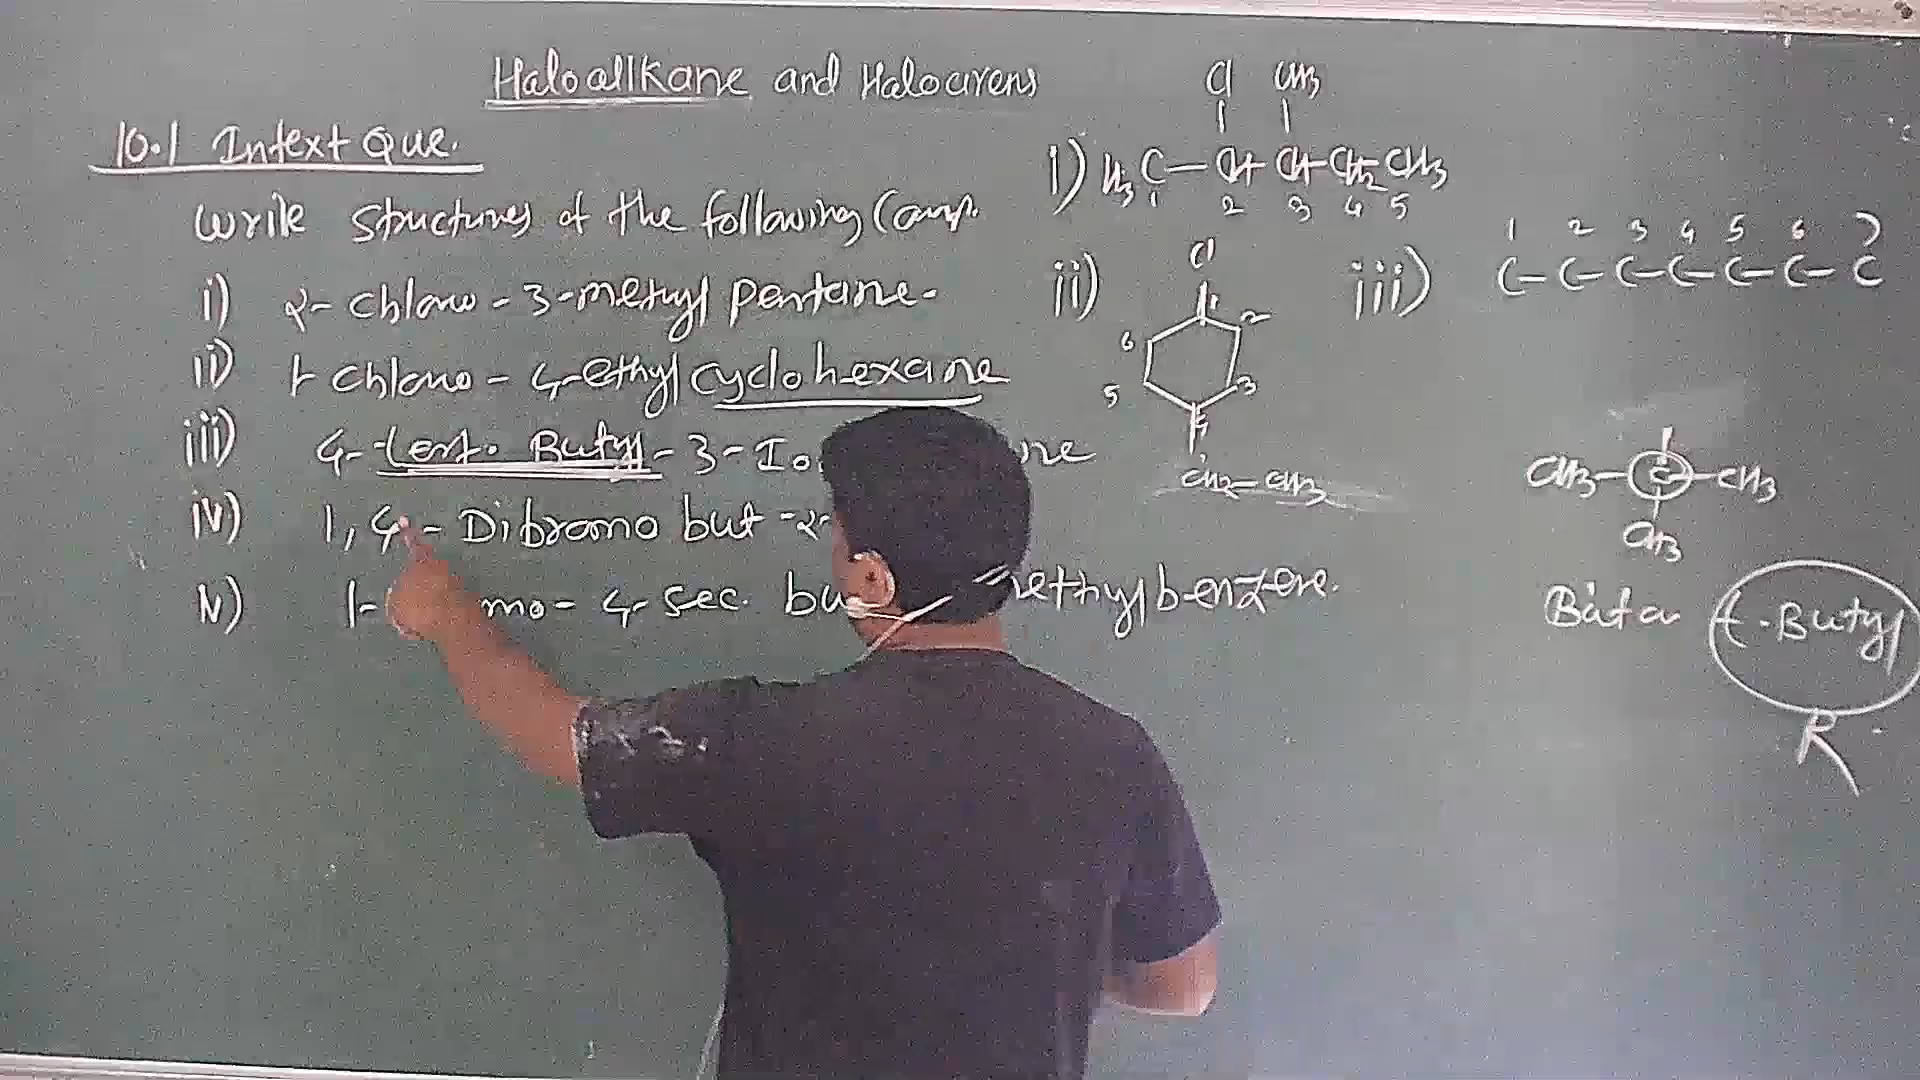 Haloalkane and Haloarens
10.1 Intext Que.
Write structures of the following Comp.
i) 2-chloro-3-methyl pentane.
ii) 1-chloro-4-ethylcyclohexane
iii) 4-tert. Butyl-3-Io ne
iv) 1,4-Dibromo but-2-
v) 1- mo-4-sec. bu ethylbenzene.
Cl CH3
i) H3C—CH-CH-CH2-CH3
1 2 3 4 5
ii)
Cl
1 2
6
5 3
4
CH2-CH3
iii)
1 2 3 4 5 6 7
C-C-C-C-C-C-C
CH3-C-CH3
CH3
Buta t-Butyl
R